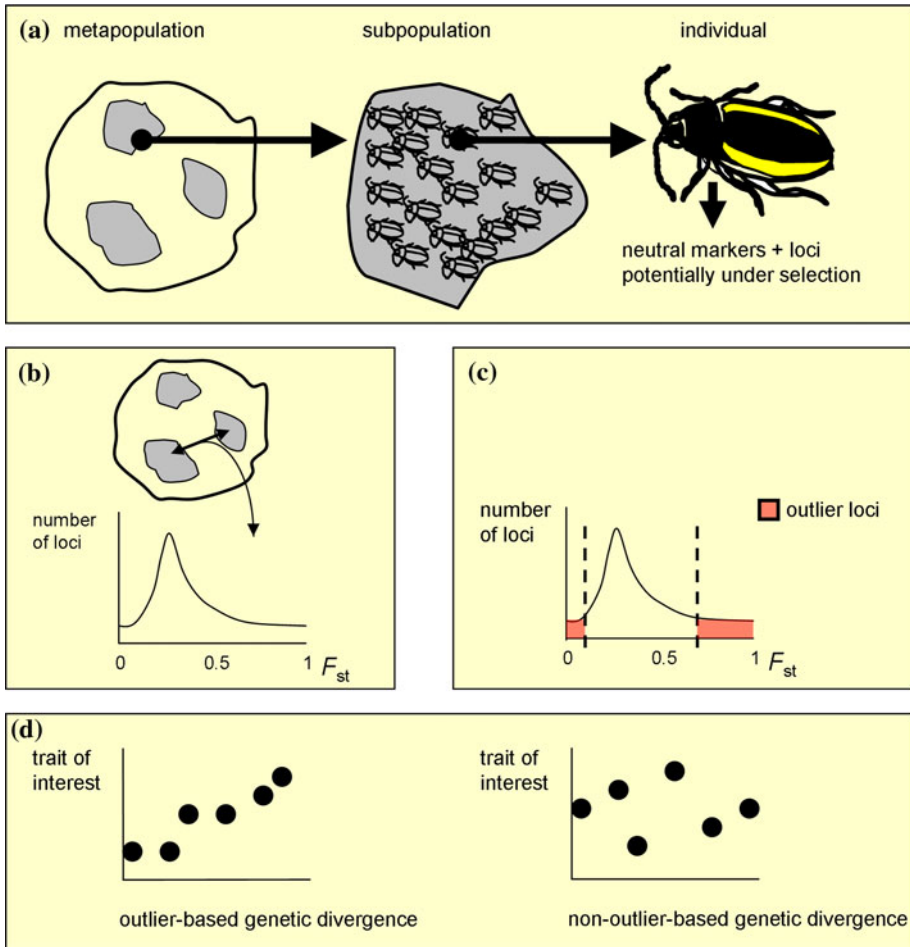 (a)
metapopulation
subpopulation
individual
neutral markers + loci
potentially under selection
(b)
number
of loci
0
0.5
1
Fst
(c)
number
of loci
outlier loci
0
0.5
1
Fst
(d)
trait of
interest
outlier-based genetic divergence
trait of
interest
non-outlier-based genetic divergence